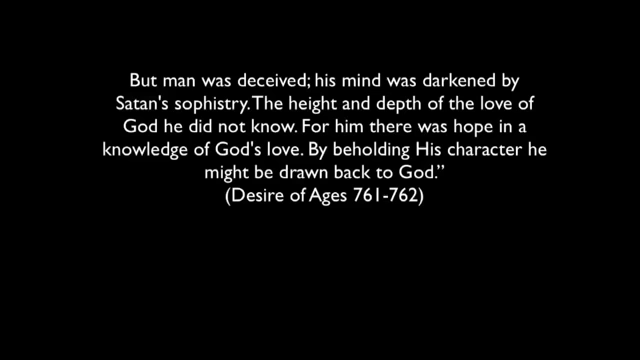 But man was deceived; his mind was darkened by
Satan's sophistry. The height and depth of the love of
God he did not know. For him there was hope in a
knowledge of God's love. By beholding His character he
might be drawn back to God.”
(Desire of Ages 761-762)